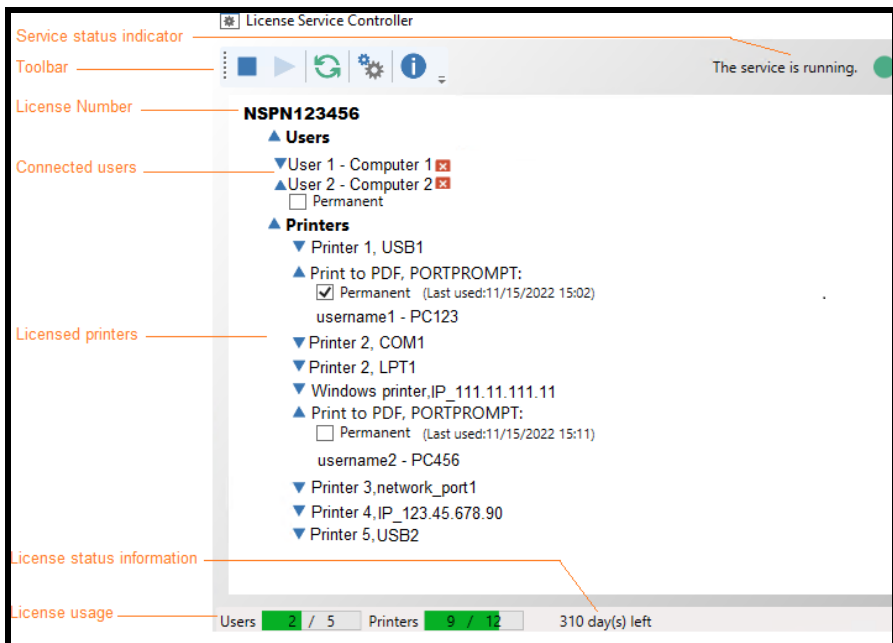 License Service Controller
Service status indicator
Toolbar
The service is running.
License Number
NSPN123456
Users
Connected users
User 1 - Computer 1
User 2 - Computer 2
Permanent
Printers
Printer 1, USB1
Print to PDF, PORTPROMPT:
Permanent (Last used:11/15/2022 15:02)
username1 - PC123
Licensed printers
Printer 2, COM1
Printer 2, LPT1
Windows printer,IP_111.11.111.11
Print to PDF, PORTPROMPT:
Permanent (Last used:11/15/2022 15:11)
username2 - PC456
Printer 3,network_port1
Printer 4,IP_123.45.678.90
Printer 5,USB2
License status information
License usage
Users 2 / 5 Printers 9 / 12 310 day(s) left